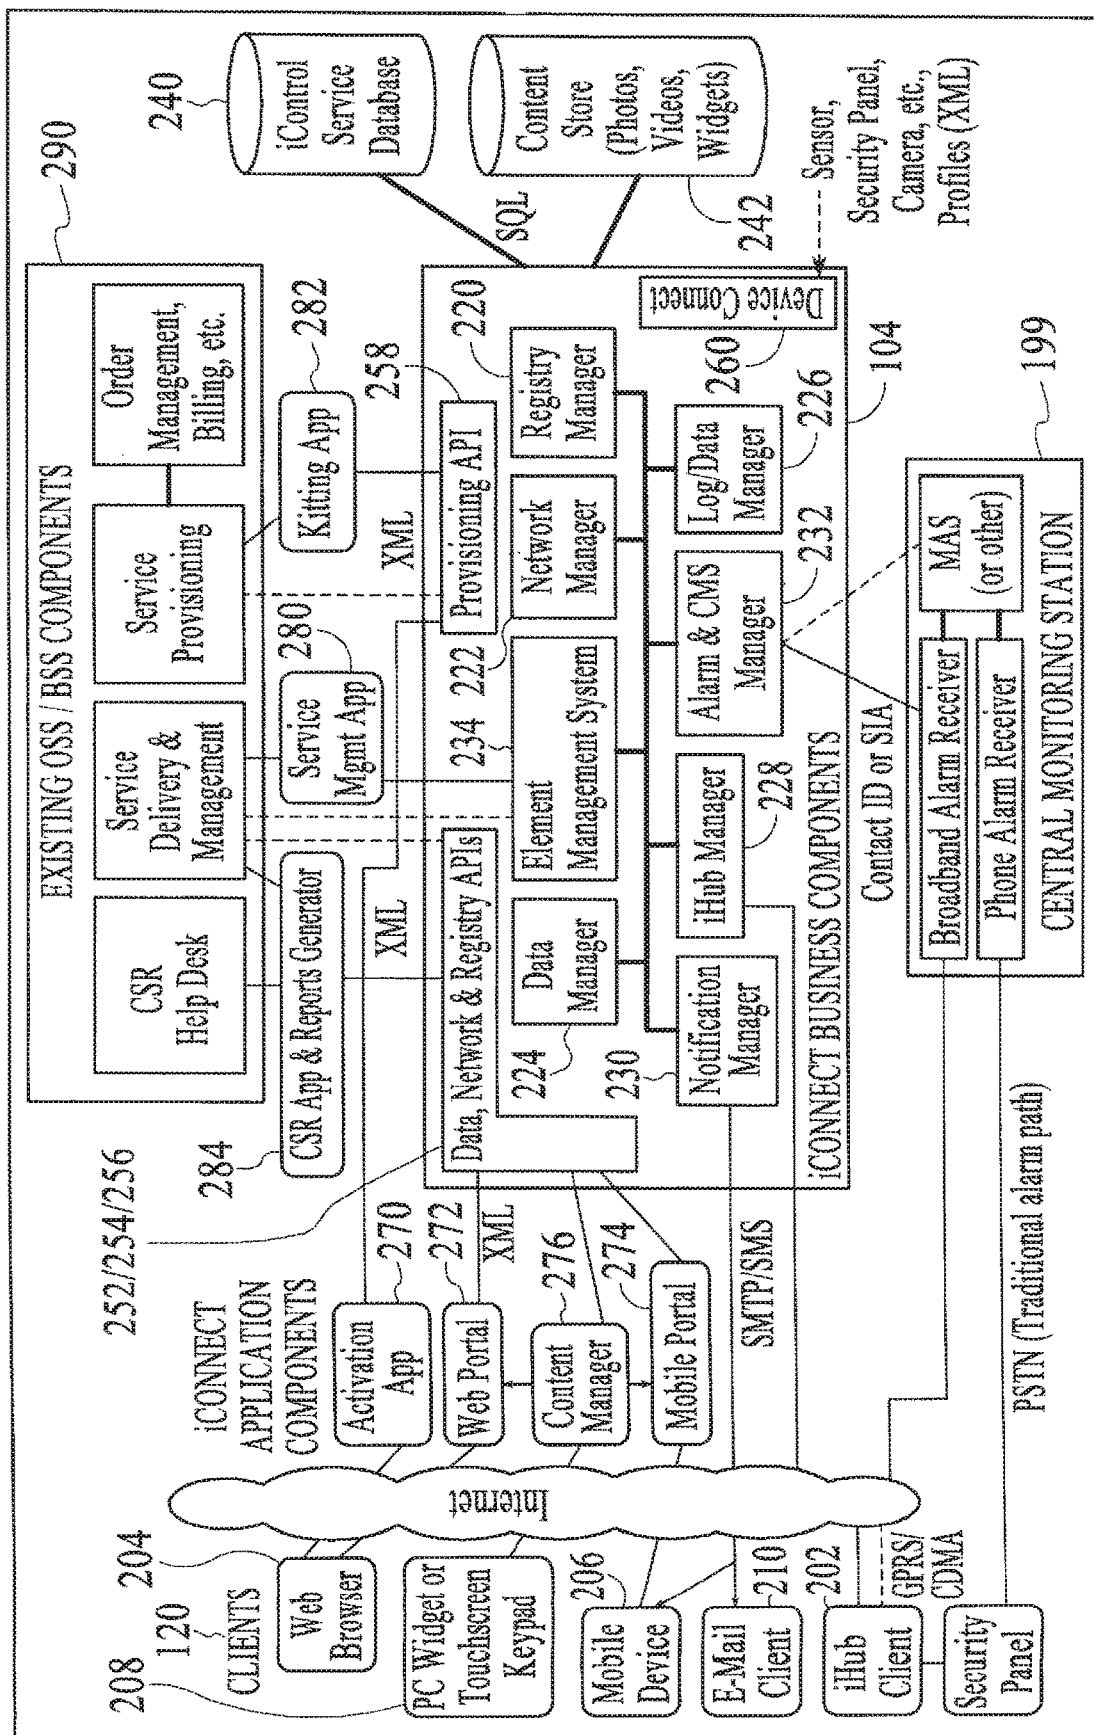 120
CLIENTS
204
Web
Browser
208
PC Widget or
Touchscreen
Keypad
206
Mobile
Device
210
E-Mail
Client
202
iHub
Client
GPRS/
CDMA
Security
Panel
Internet
iCONNECT
APPLICATION
COMPONENTS
Activation
App
270
Web Portal
272
XML
Content
Manager
276
Mobile Portal
274
SMTP/SMS
PSTN (Traditional alarm path)
252/254/256
EXISTING OSS / BSS COMPONENTS
290
CSR
Help Desk
Service
Delivery &
Management
Service
Provisioning
Order
Management,
Billing, etc.
284
CSR App & Reports Generator
Service
Mgmt App
280
Kitting App
282
XML
XML
258
Data, Network & Registry APIs
Provisioning API
224
Data
Manager
234
Element
Management System
222
Network
Manager
220
Registry
Manager
230
Notification
Manager
iHub Manager
228
Alarm & CMS
Manager
232
Log/Data
Manager
226
260
Device Connect
iCONNECT BUSINESS COMPONENTS
104
240
iControl
Service
Database
SQL
Content
Store
(Photos,
Videos,
Widgets)
242
Sensor,
Security Panel,
Camera, etc.,
Profiles (XML)
Contact ID or SIA
199
Broadband Alarm Receiver
Phone Alarm Receiver
MAS
(or other)
CENTRAL MONITORING STATION